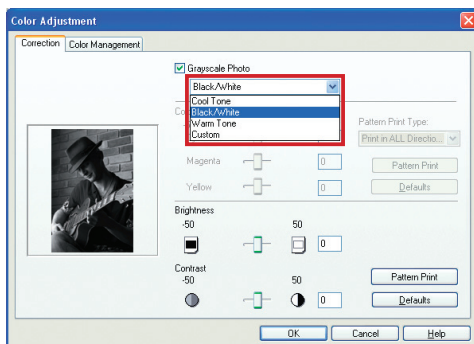 Color Adjustment
Correction Color Management
Grayscale Photo
Black/White
Cool Tone
Black/White
Warm Tone
Custom
Co
Pattern Print Type:
Print in ALL Directio...
Magenta 0 Pattern Print
Yellow 0 Defaults
Brightness
-50 50
0
Contrast
-50 50 Pattern Print
0 Defaults
OK Cancel Help